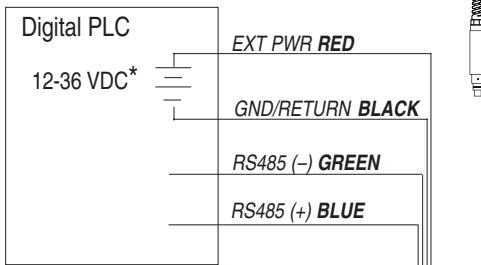 Digital PLC
12-36 VDC*
EXT PWR RED
GND/RETURN BLACK
RS485 (−) GREEN
RS485 (+) BLUE